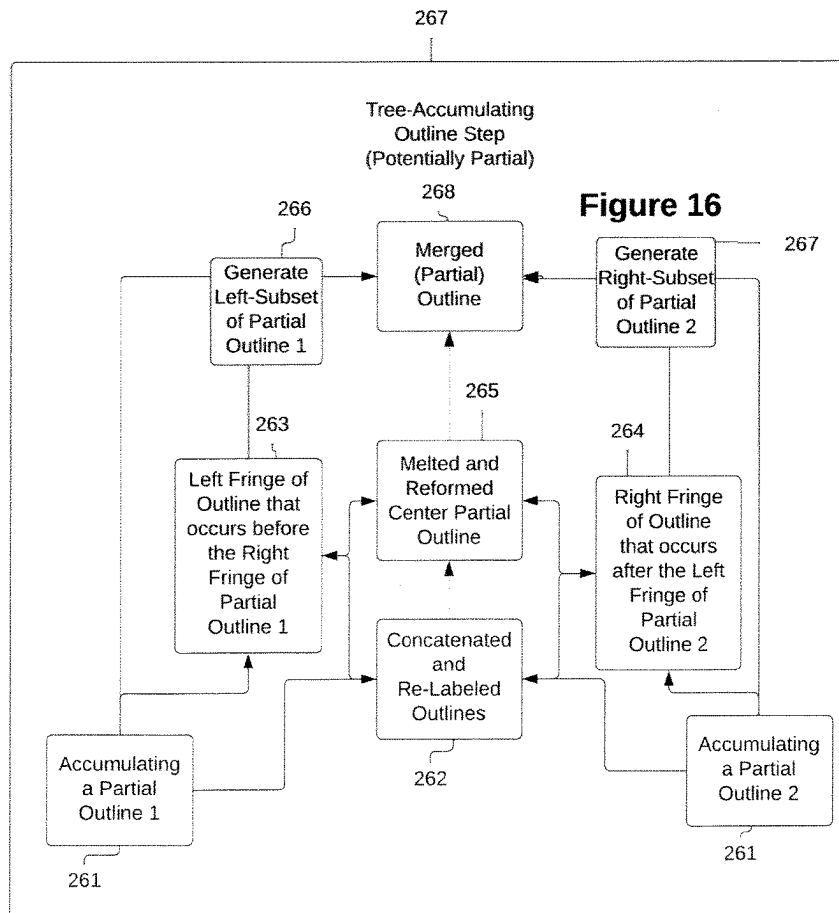 267
Tree-Accumulating
Outline Step
(Potentially Partial)
Figure 16
266
268
267
Generate
Left-Subset
of Partial
Outline 1
Merged
(Partial)
Outline
Generate
Right-Subset
of Partial
Outline 2
263
265
264
Left Fringe of
Outline that
occurs before
the Right
Fringe of
Partial
Outline 1
Melted and
Reformed
Center Partial
Outline
Right Fringe
of Outline
that occurs
after the Left
Fringe of
Partial
Outline 2
Concatenated
and
Re-Labeled
Outlines
262
Accumulating
a Partial
Outline 1
261
Accumulating
a Partial
Outline 2
261